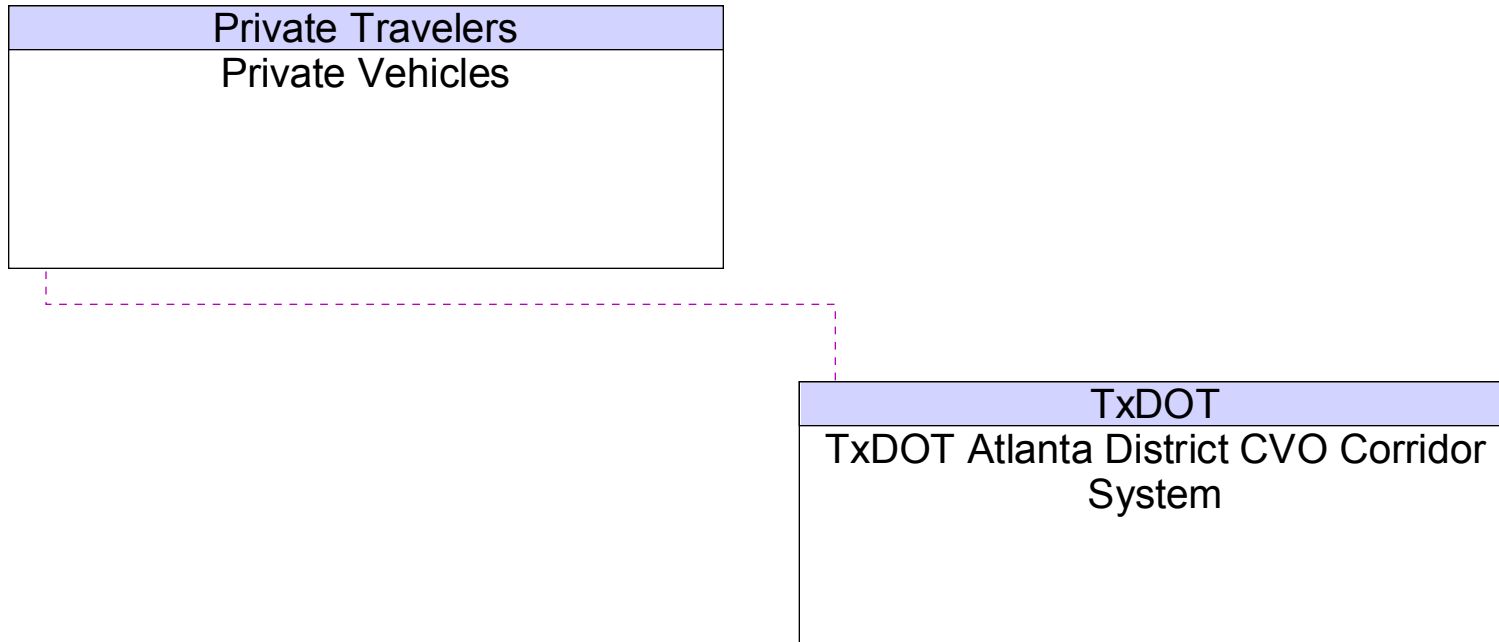 Private Travelers
Private Vehicles
TxDOT
TxDOT Atlanta District CVO Corridor
System